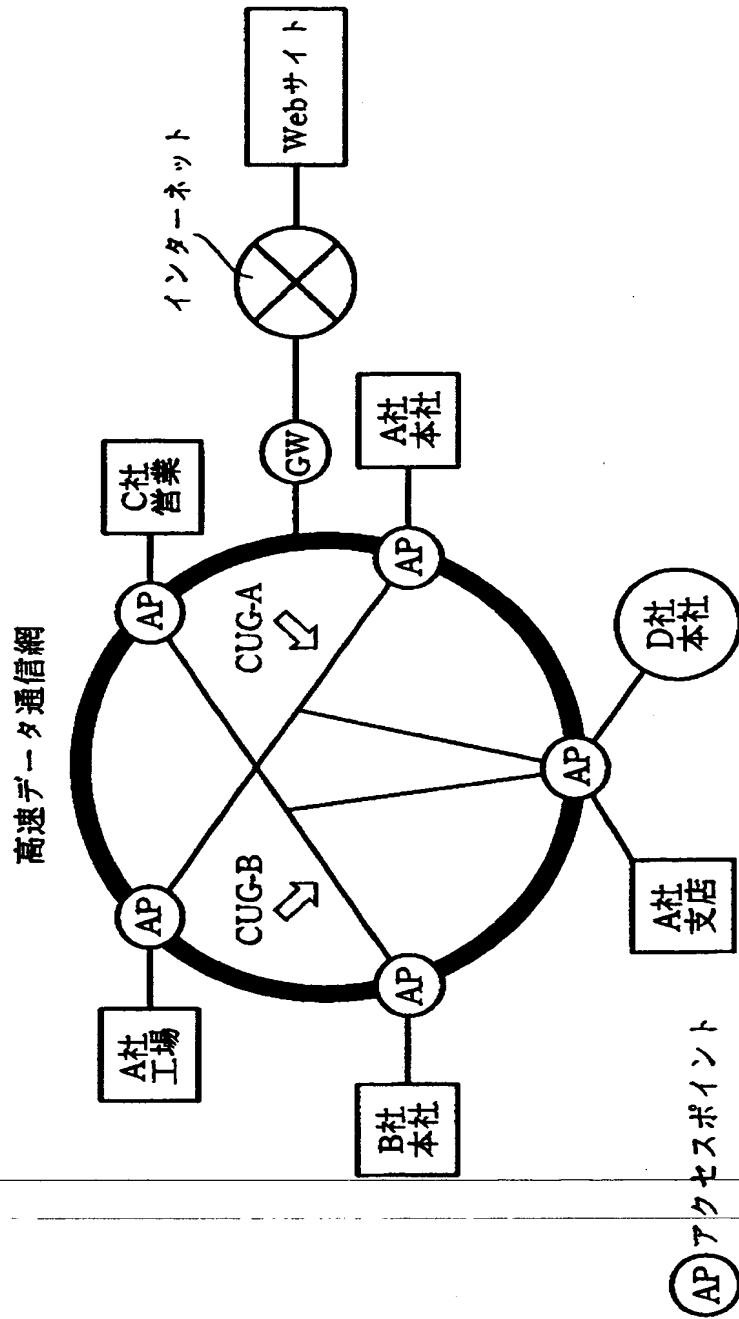 高速データ通信網
A社
工場
AP
AP
C社
営業
インターネット
CUG-B
CUG-A
GW
Webサイト
B社
本社
AP
AP
A社
本社
AP
A社
支店
D社
本社
AP アクセスポイント